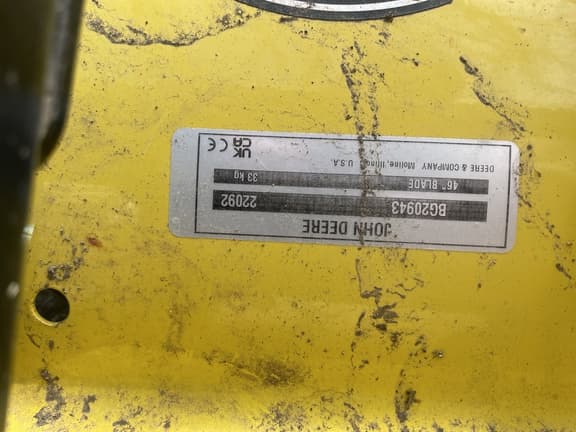 JOHN DEERE
BG20943 22092
46" BLADE 33 kg
DEERE & COMPANY Moline, Illinois U.S.A.
UK CA CE